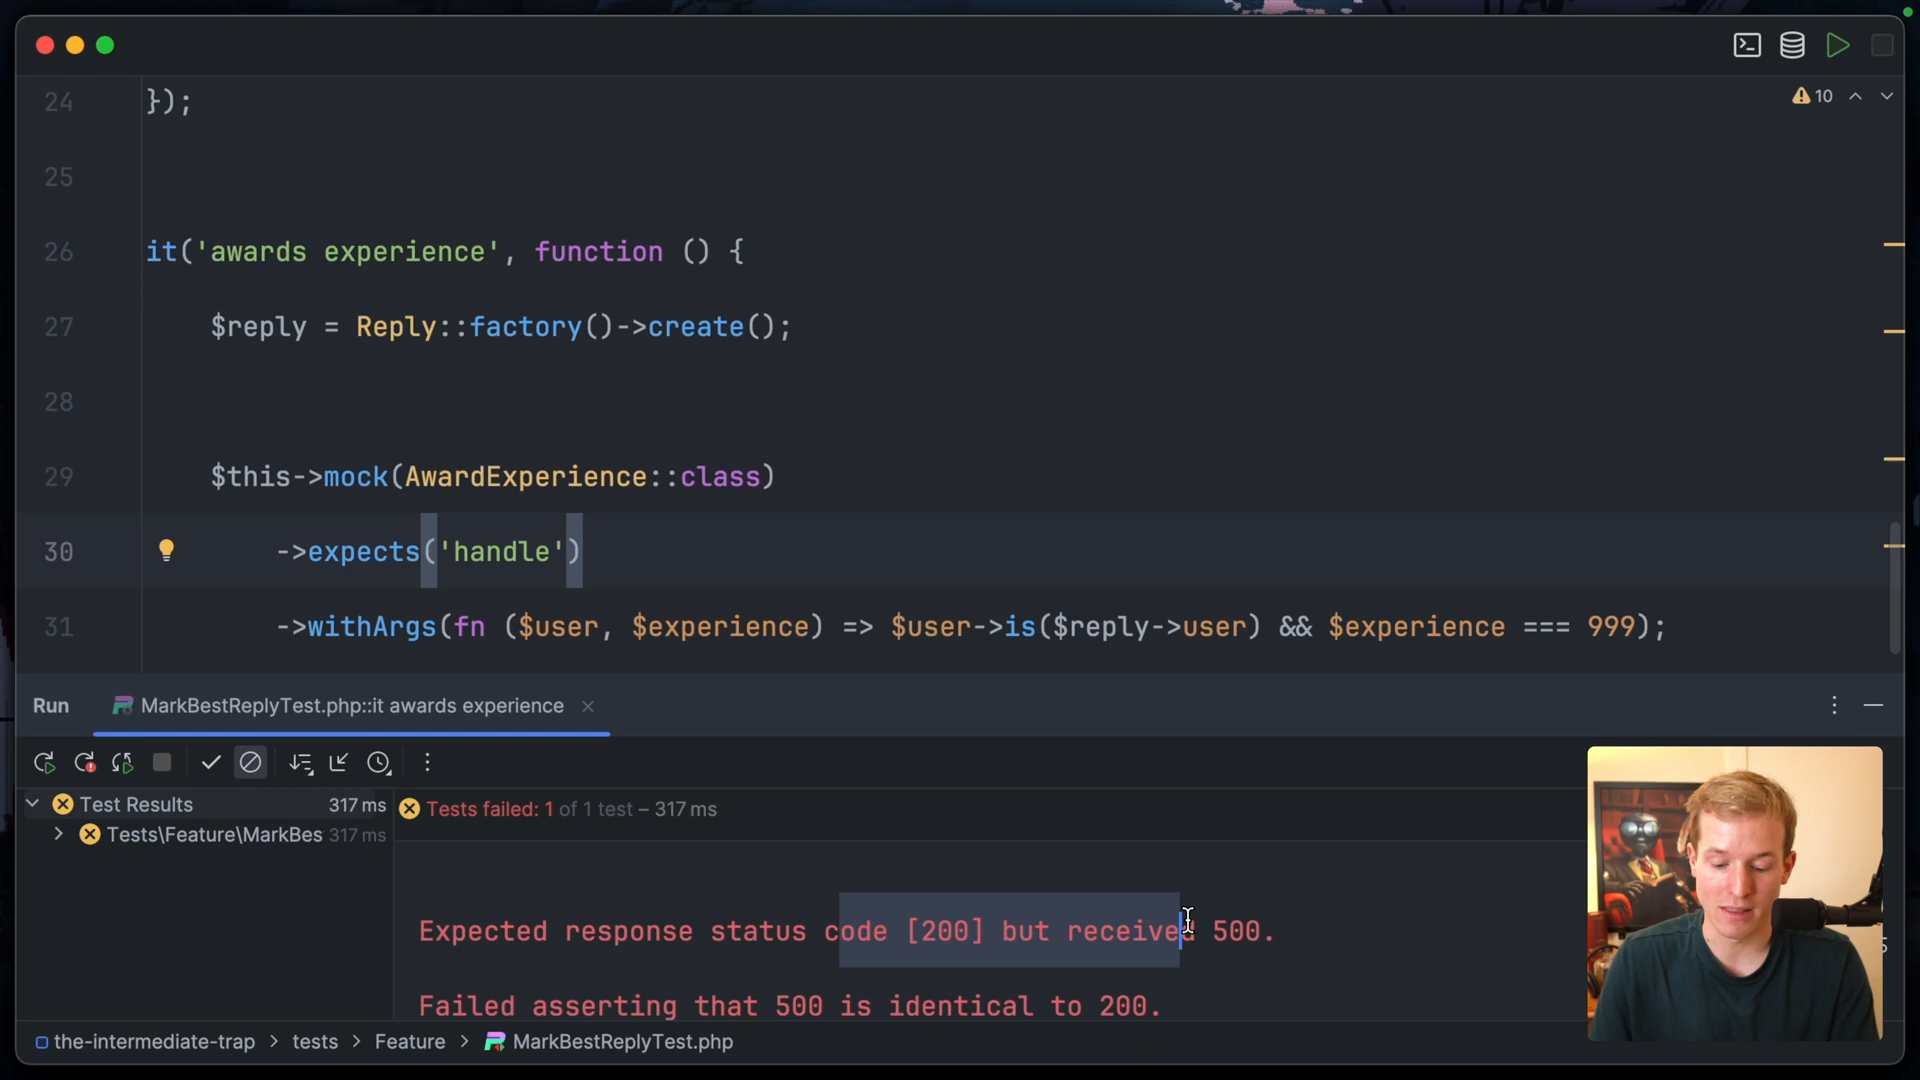 10
24 });
25
26 it('awards experience', function () {
27 $reply = Reply::factory()->create();
28
29 $this->mock(AwardExperience::class)
30 ->expects('handle')
31 ->withArgs(fn ($user, $experience) => $user->is($reply->user) && $experience === 999);
Run MarkBestReplyTest.php::it awards experience
Test Results 317 ms
Tests\Feature\MarkBes 317 ms
Tests failed: 1 of 1 test – 317 ms
Expected response status code [200] but received 500.
Failed asserting that 500 is identical to 200.
the-intermediate-trap > tests > Feature > MarkBestReplyTest.php